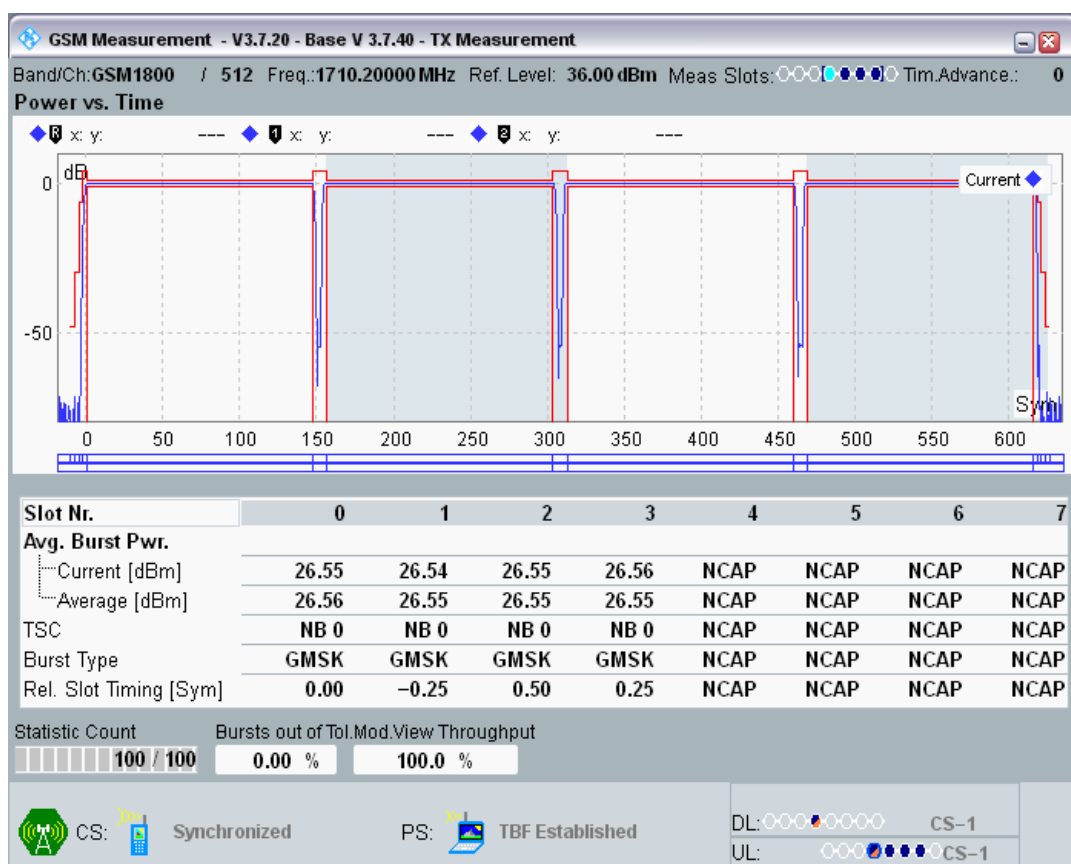 GSM Measurement - V3.7.20 - Base V 3.7.40 - TX Measurement
Band/Ch:GSM1800 / 512 Freq.:1710.20000 MHz Ref. Level: 36.00 dBm Meas Slots: Tim.Advance.: 0
Power vs. Time
R x: y: --- 1 x: y: --- 2 x: y: ---
dB
0
Current
-50
Sym
0 50 100 150 200 250 300 350 400 450 500 550 600
Slot Nr. 0 1 2 3 4 5 6 7
Avg. Burst Pwr.
Current [dBm] 26.55 26.54 26.55 26.56 NCAP NCAP NCAP NCAP
Average [dBm] 26.56 26.55 26.55 26.55 NCAP NCAP NCAP NCAP
TSC NB 0 NB 0 NB 0 NB 0 NCAP NCAP NCAP NCAP
Burst Type GMSK GMSK GMSK GMSK NCAP NCAP NCAP NCAP
Rel. Slot Timing [Sym] 0.00 −0.25 0.50 0.25 NCAP NCAP NCAP NCAP
Statistic Count Bursts out of Tol.Mod.View Throughput
100 / 100 0.00 % 100.0 %
CS: Synchronized PS: TBF Established
DL: CS−1
UL: CS−1